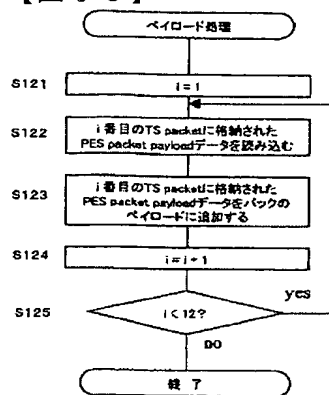 ペイロード処理
S121
i = 1
S122
i 番目のTS packetに格納された
PES packet payloadデータを読み込む
S123
i 番目のTS packetに格納された
PES packet payloadデータをパックの
ペイロードに追加する
S124
i = i + 1
S125
i < 12?
yes
no
終 了